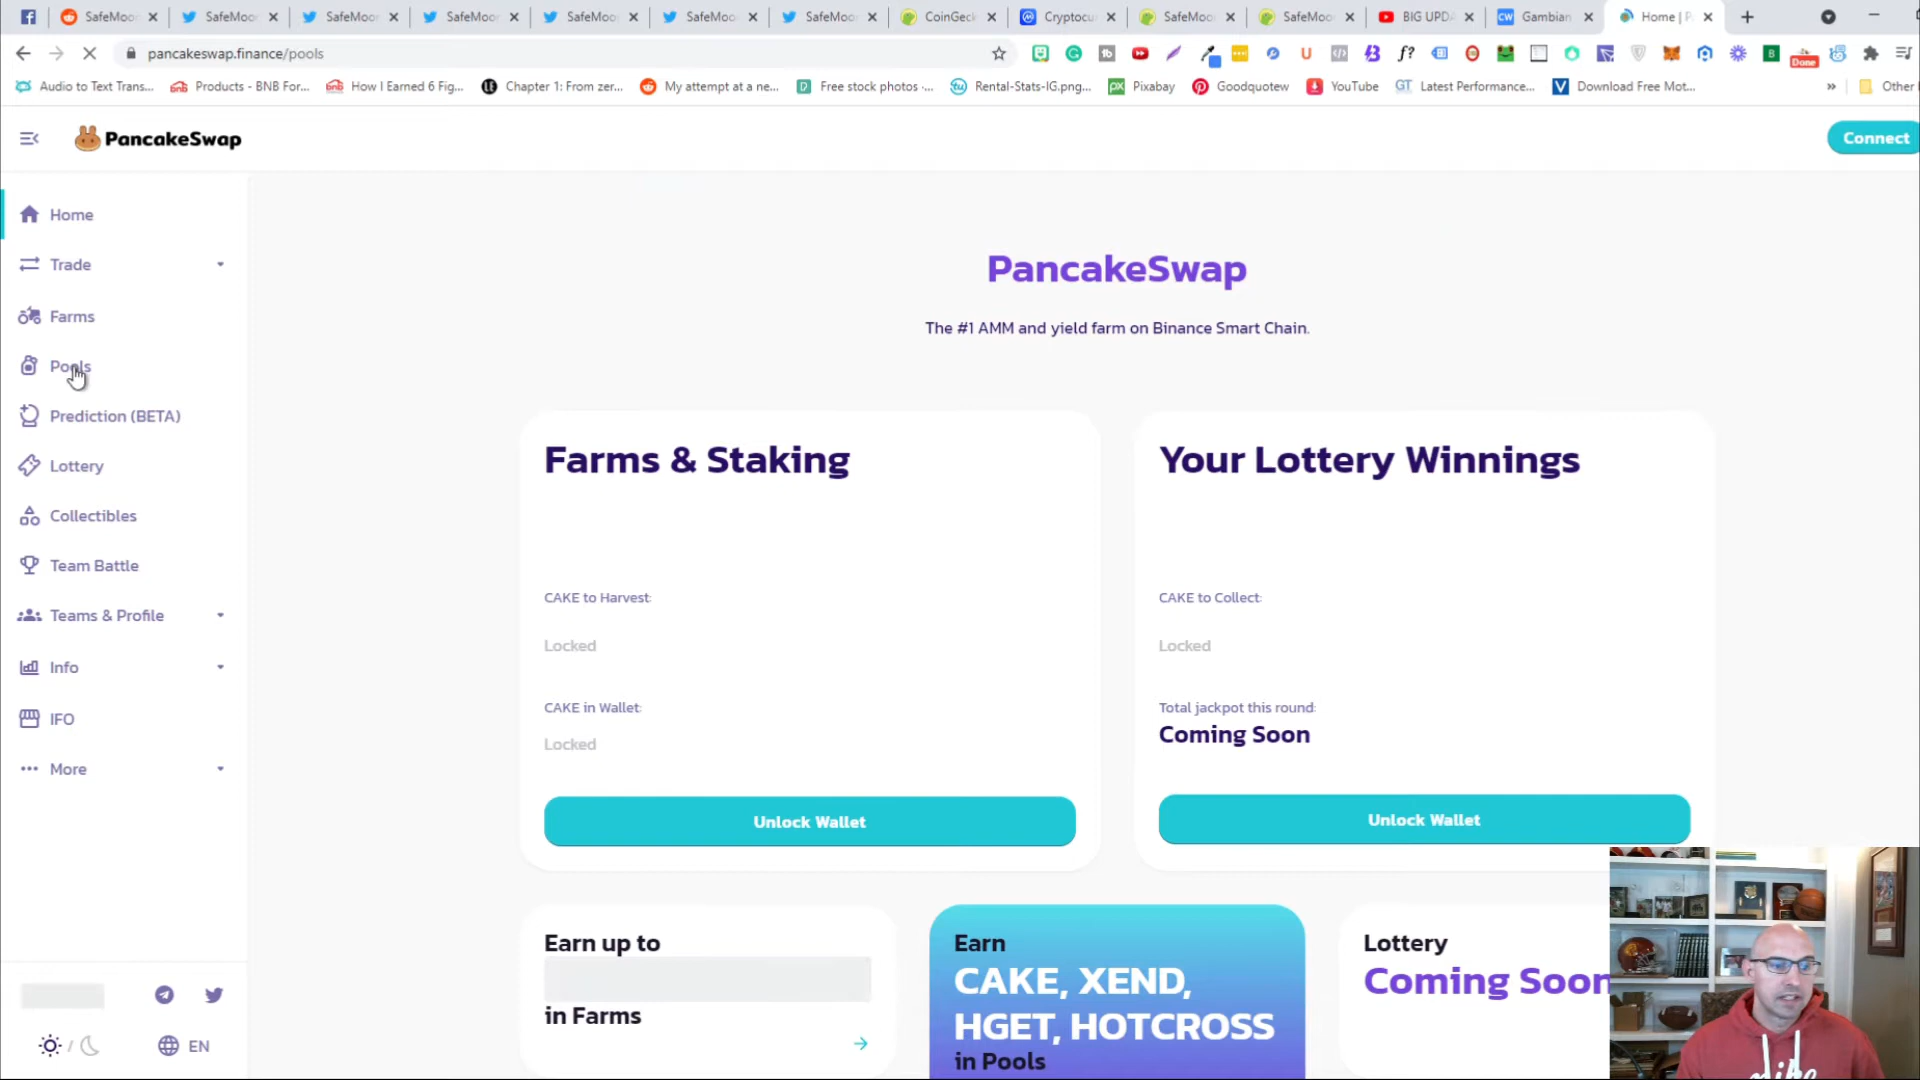 SafeMoo
SafeMoo
SafeMoo
SafeMoo
SafeMoo
SafeMoo
SafeMoo
CoinGeck
Cryptocu
SafeMoo
SafeMoo
BIG UPD
CW Gambian
Home | P
pancakeswap.finance/pools
Done
Audio to Text Trans...
Products - BNB For...
How I Earned 6 Fig...
Chapter 1: From zer...
My attempt at a ne...
Free stock photos -...
Rental-Stats-IG.png...
Pixabay
Goodquotew
YouTube
GT Latest Performance...
Download Free Mot...
»
Other
PancakeSwap
Connect
Home
Trade
Farms
Pools
Prediction (BETA)
Lottery
Collectibles
Team Battle
Teams & Profile
Info
IFO
More
EN
PancakeSwap
The #1 AMM and yield farm on Binance Smart Chain.
Farms & Staking
CAKE to Harvest:
Locked
CAKE in Wallet:
Locked
Unlock Wallet
Your Lottery Winnings
CAKE to Collect:
Locked
Total jackpot this round:
Coming Soon
Unlock Wallet
Earn up to
in Farms
Earn
CAKE, XEND,
HGET, HOTCROSS
in Pools
Lottery
Coming Soon